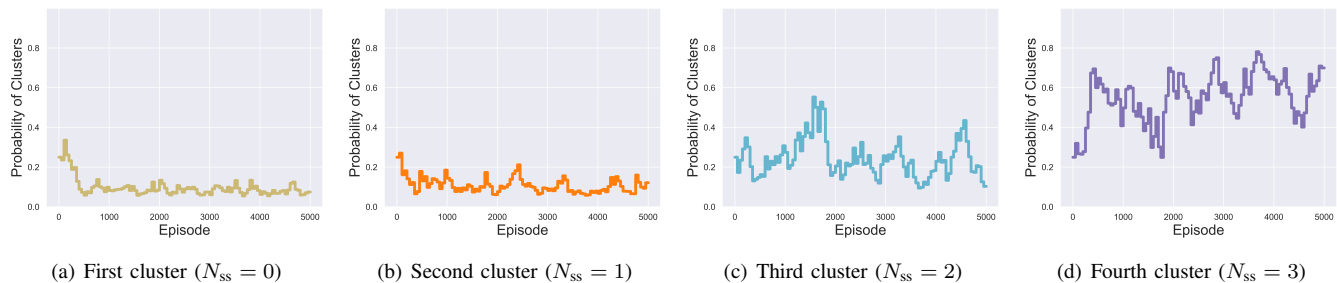 Probability of Clusters
0.8
0.6
0.4
0.2
0.0
0 1000 2000 3000 4000 5000
Episode
(a) First cluster (N_ss = 0)
Probability of Clusters
0.8
0.6
0.4
0.2
0.0
0 1000 2000 3000 4000 5000
Episode
(b) Second cluster (N_ss = 1)
Probability of Clusters
0.8
0.6
0.4
0.2
0.0
0 1000 2000 3000 4000 5000
Episode
(c) Third cluster (N_ss = 2)
Probability of Clusters
0.8
0.6
0.4
0.2
0.0
0 1000 2000 3000 4000 5000
Episode
(d) Fourth cluster (N_ss = 3)